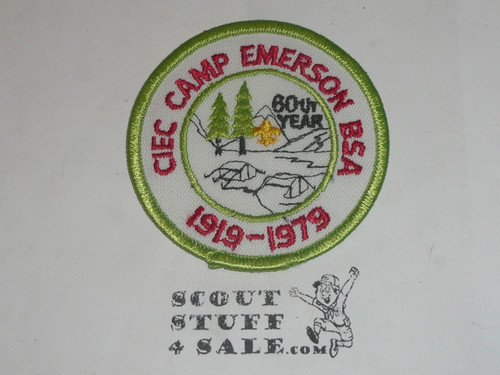 CIEC CAMP EMERSON BSA
60TH
YEAR
1919-1979
SCOUT
STUFF
4 SALE.COM